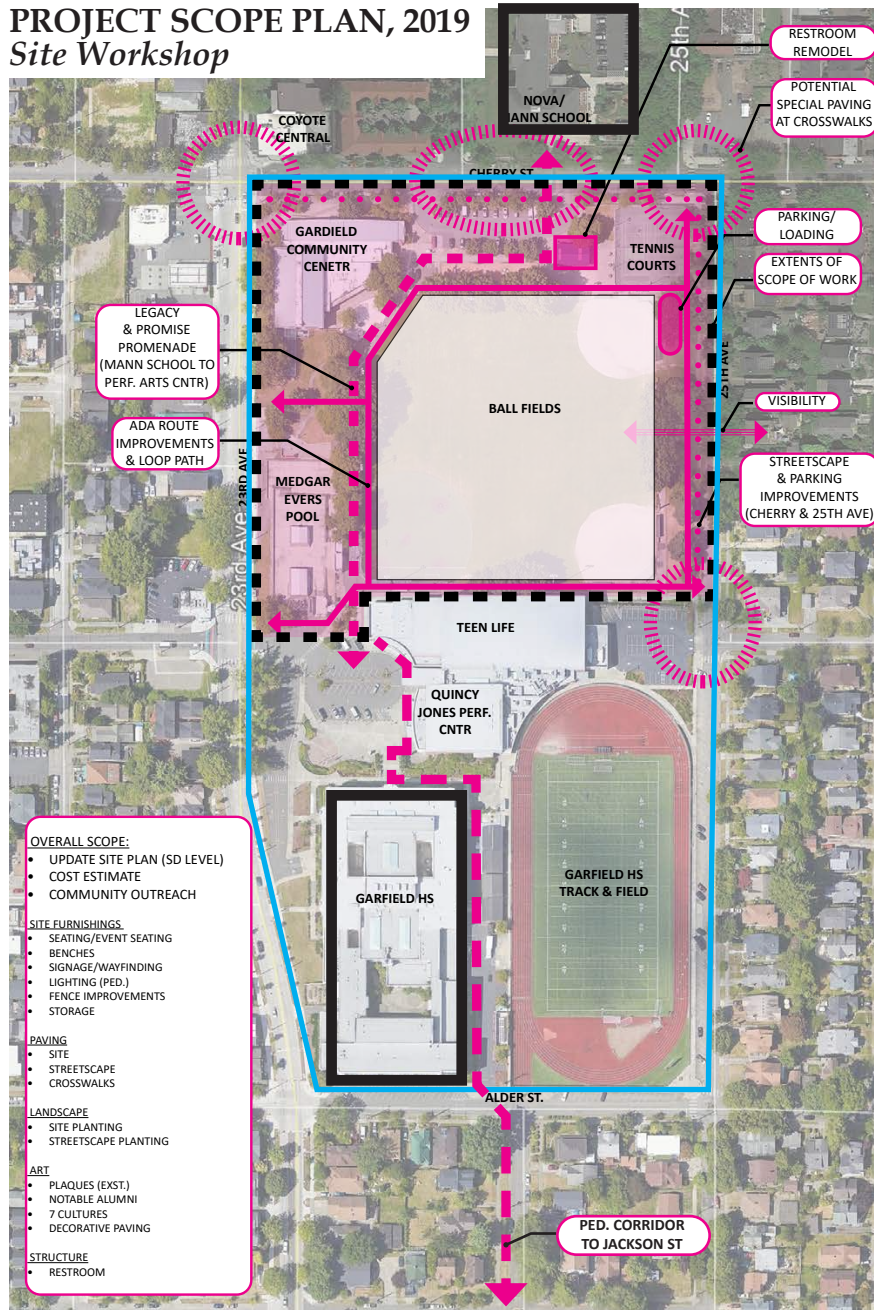 PROJECT SCOPE PLAN, 2019
Site Workshop
25th A
RESTROOM
REMODEL
POTENTIAL
SPECIAL PAVING
AT CROSSWALKS
NOVA/
MANN SCHOOL
COYOTE
CENTRAL
CHERRY ST.
PARKING/
LOADING
GARDIELD
COMMUNITY
CENETR
TENNIS
COURTS
EXTENTS OF
SCOPE OF WORK
LEGACY
& PROMISE
PROMENADE
(MANN SCHOOL TO
PERF. ARTS CNTR)
25TH AVE
BALL FIELDS
VISIBILITY
ADA ROUTE
IMPROVEMENTS
& LOOP PATH
STREETSCAPE
& PARKING
IMPROVEMENTS
(CHERRY & 25TH AVE)
23RD AVE
MEDGAR
EVERS
POOL
23rd Ave
TEEN LIFE
QUINCY
JONES PERF.
CNTR
GARFIELD HS
GARFIELD HS
TRACK & FIELD
OVERALL SCOPE:
• UPDATE SITE PLAN (SD LEVEL)
• COST ESTIMATE
• COMMUNITY OUTREACH
SITE FURNISHINGS
• SEATING/EVENT SEATING
• BENCHES
• SIGNAGE/WAYFINDING
• LIGHTING (PED.)
• FENCE IMPROVEMENTS
• STORAGE
PAVING
• SITE
• STREETSCAPE
• CROSSWALKS
LANDSCAPE
• SITE PLANTING
• STREETSCAPE PLANTING
ART
• PLAQUES (EXST.)
• NOTABLE ALUMNI
• 7 CULTURES
• DECORATIVE PAVING
STRUCTURE
• RESTROOM
ALDER ST.
PED. CORRIDOR
TO JACKSON ST